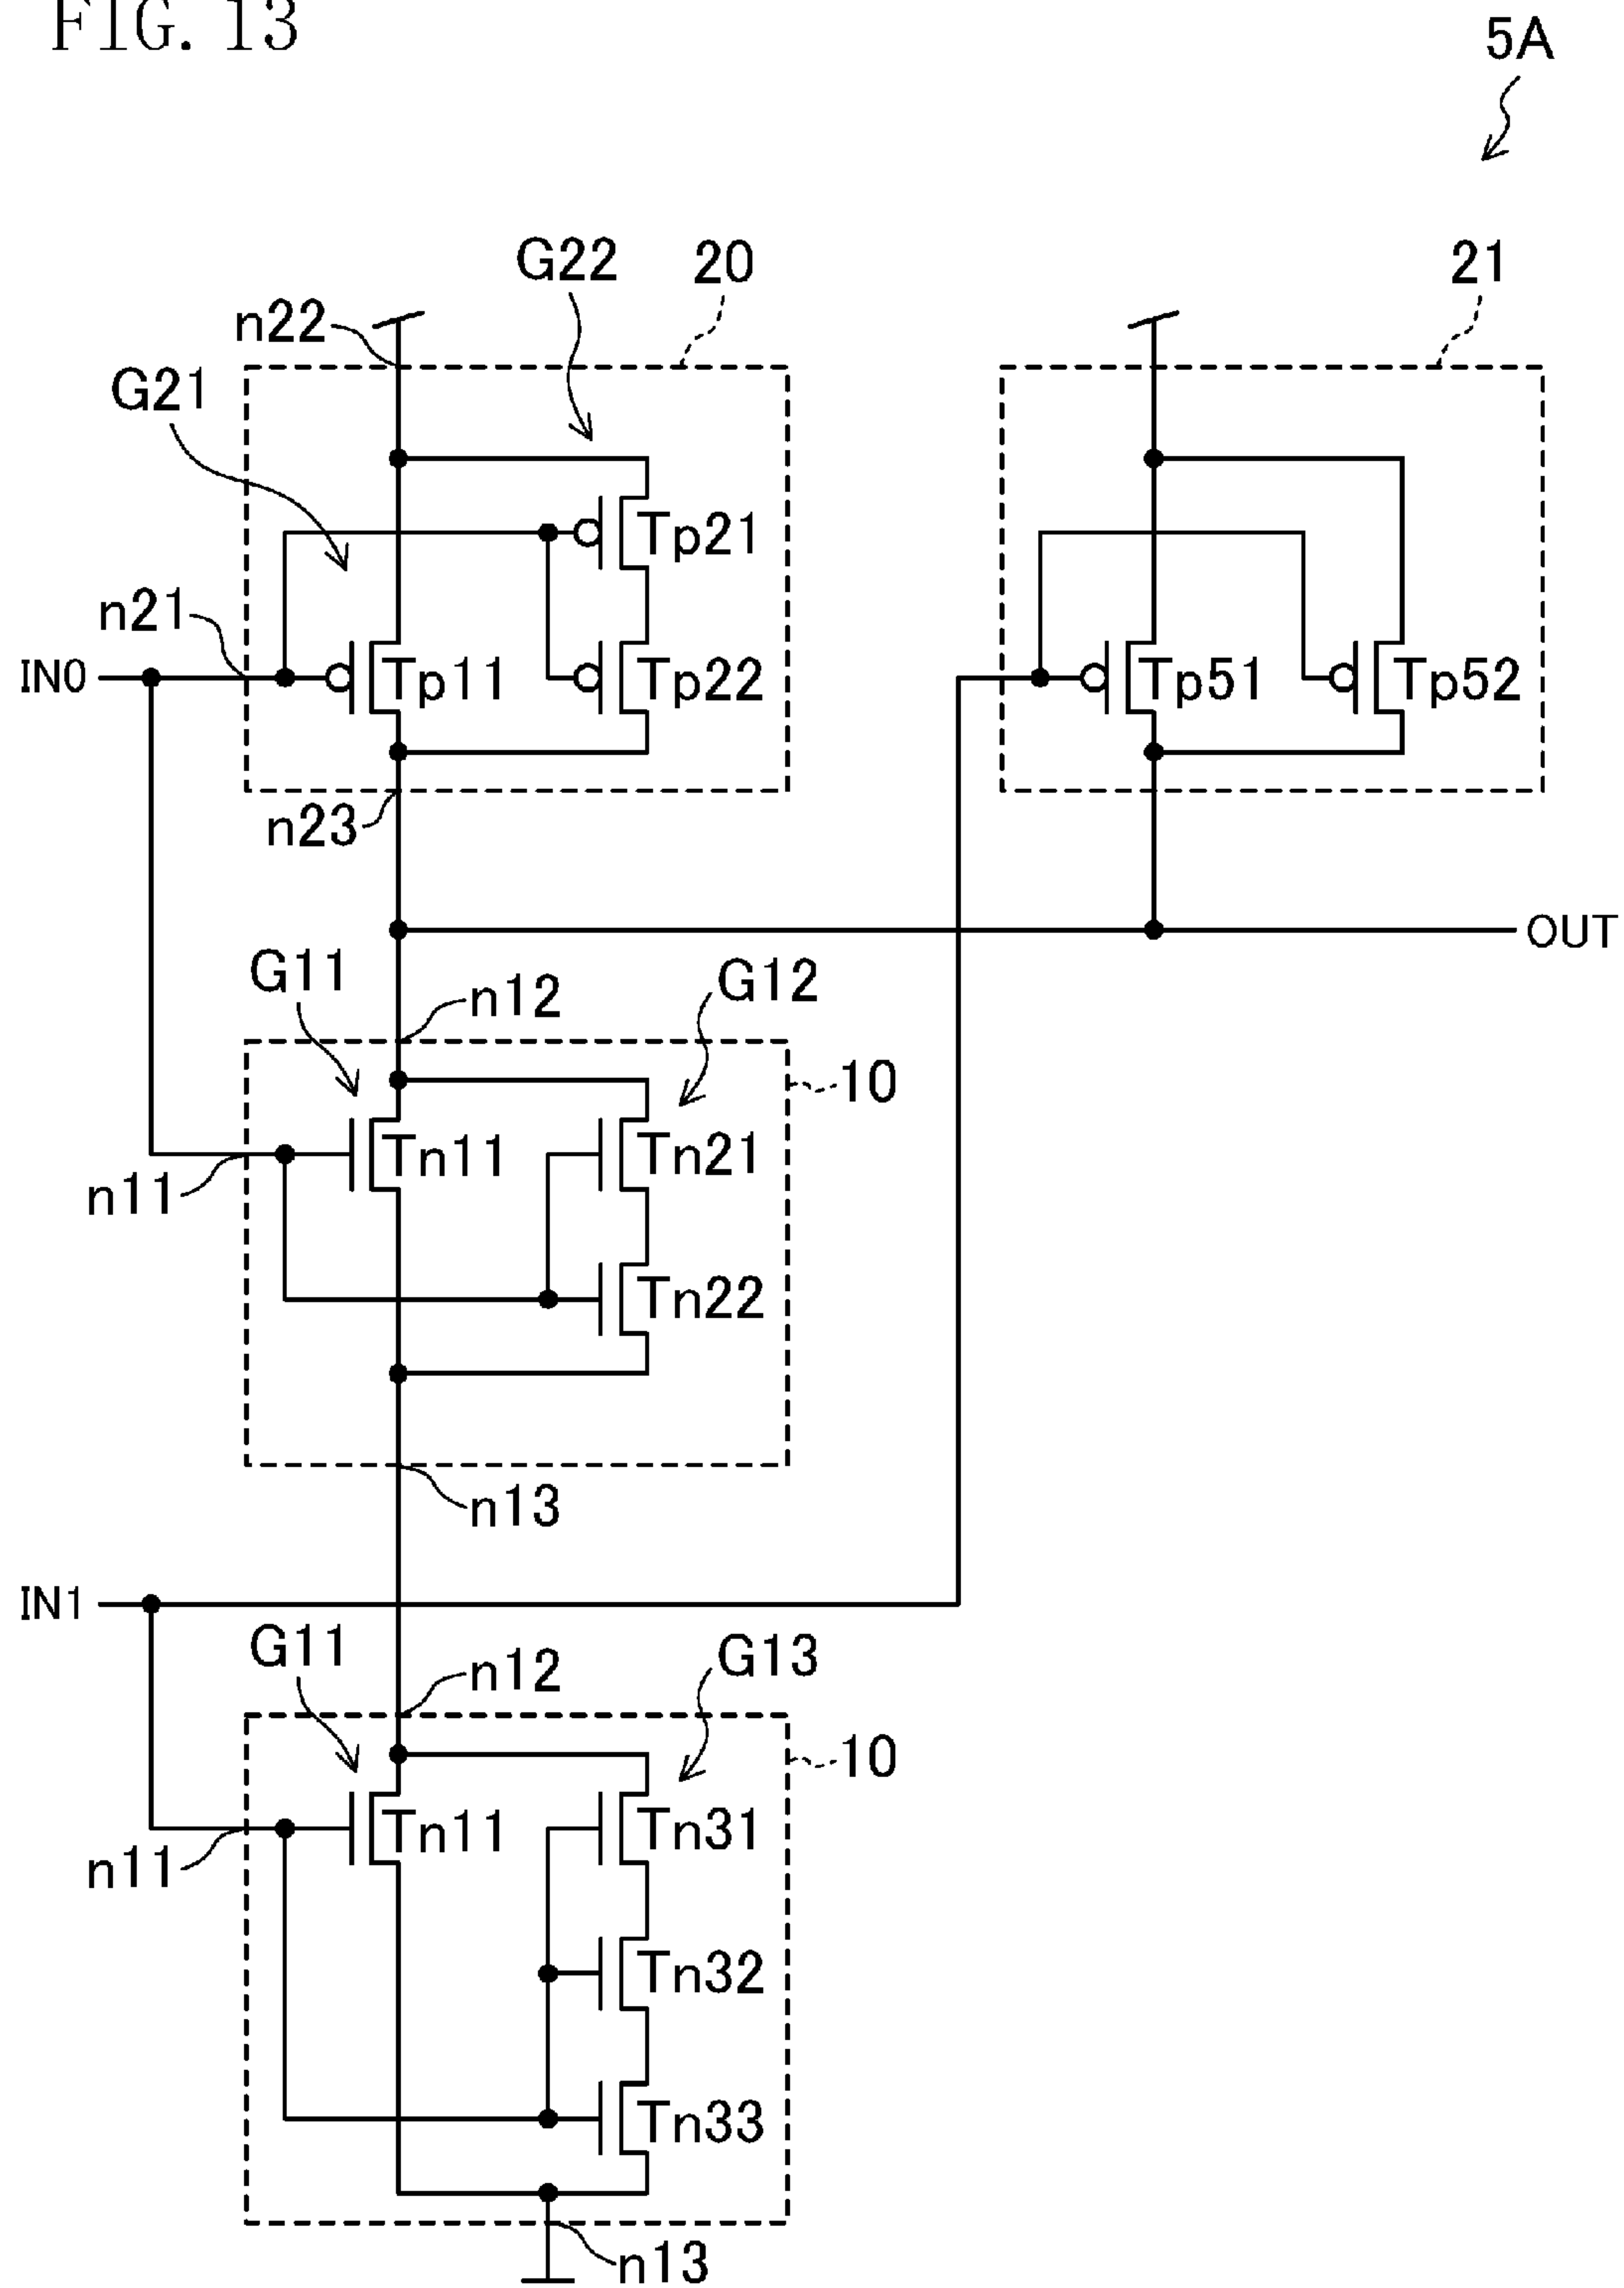 FIG. 13
5A
G22
20
21
n22
G21
Tp21
n21
IN0
Tp11
Tp22
Tp51
Tp52
n23
OUT
G11
n12
G12
10
Tn11
Tn21
n11
Tn22
n13
IN1
G11
n12
G13
10
Tn11
Tn31
n11
Tn32
Tn33
n13